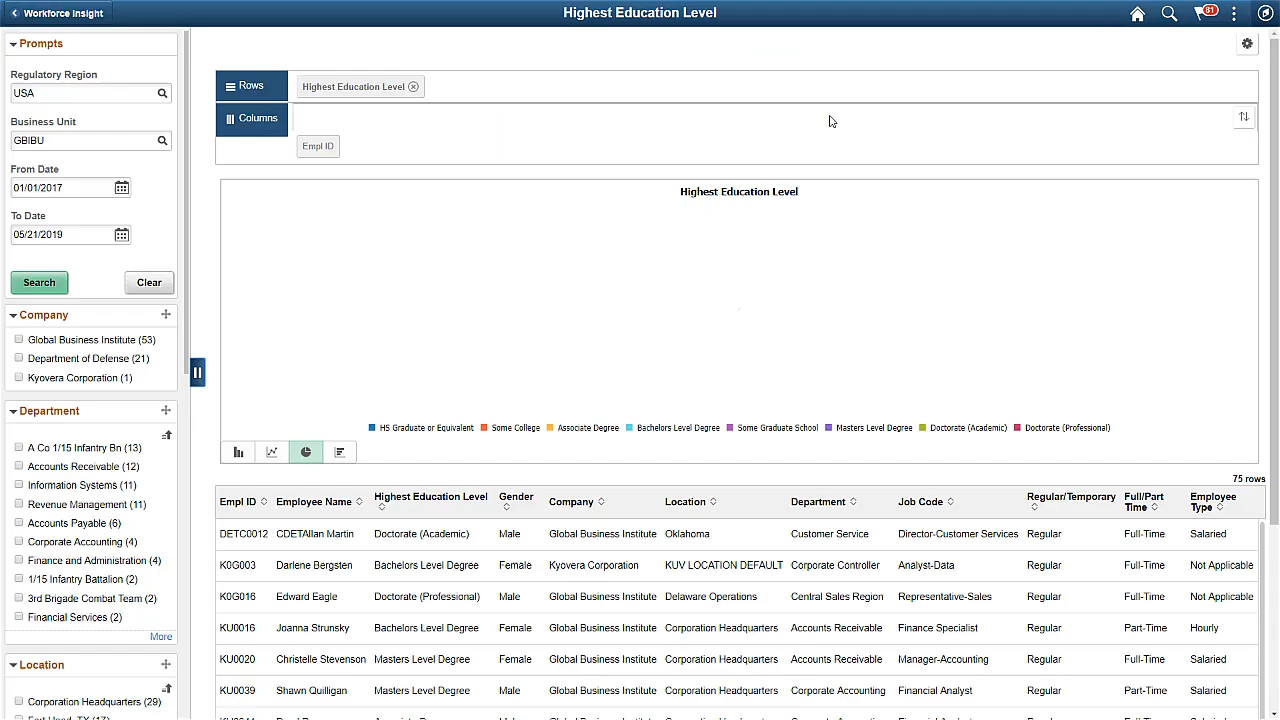 Workforce Insight
Highest Education Level
81
Prompts
Regulatory Region
USA
Business Unit
GBIBU
From Date
01/01/2017
To Date
05/21/2019
Search
Clear
Company
Global Business Institute (53)
Department of Defense (21)
Kyovera Corporation (1)
Department
A Co 1/15 Infantry Bn (13)
Accounts Receivable (12)
Information Systems (11)
Revenue Management (11)
Accounts Payable (6)
Corporate Accounting (4)
Finance and Administration (4)
1/15 Infantry Battalion (2)
3rd Brigade Combat Team (2)
Financial Services (2)
More
Location
Corporation Headquarters (29)
Rows
Highest Education Level
Columns
Empl ID
Highest Education Level
HS Graduate or Equivalent Some College Associate Degree Bachelors Level Degree Some Graduate School Masters Level Degree Doctorate (Academic) Doctorate (Professional)
75 rows
Empl ID Employee Name Highest Education Level Gender Company Location Department Job Code Regular/Temporary Full/Part Time Employee Type
DETC0012 CDETAllan Martin Doctorate (Academic) Male Global Business Institute Oklahoma Customer Service Director-Customer Services Regular Full-Time Salaried
K0G003 Darlene Bergsten Bachelors Level Degree Female Kyovera Corporation KUV LOCATION DEFAULT Corporate Controller Analyst-Data Regular Full-Time Not Applicable
K0G016 Edward Eagle Doctorate (Professional) Male Global Business Institute Delaware Operations Central Sales Region Representative-Sales Regular Full-Time Not Applicable
KU0016 Joanna Strunsky Bachelors Level Degree Female Global Business Institute Corporation Headquarters Accounts Receivable Finance Specialist Regular Part-Time Hourly
KU0020 Christelle Stevenson Masters Level Degree Female Global Business Institute Corporation Headquarters Accounts Receivable Manager-Accounting Regular Full-Time Salaried
KU0039 Shawn Quilligan Masters Level Degree Male Global Business Institute Corporation Headquarters Corporate Accounting Financial Analyst Regular Part-Time Salaried